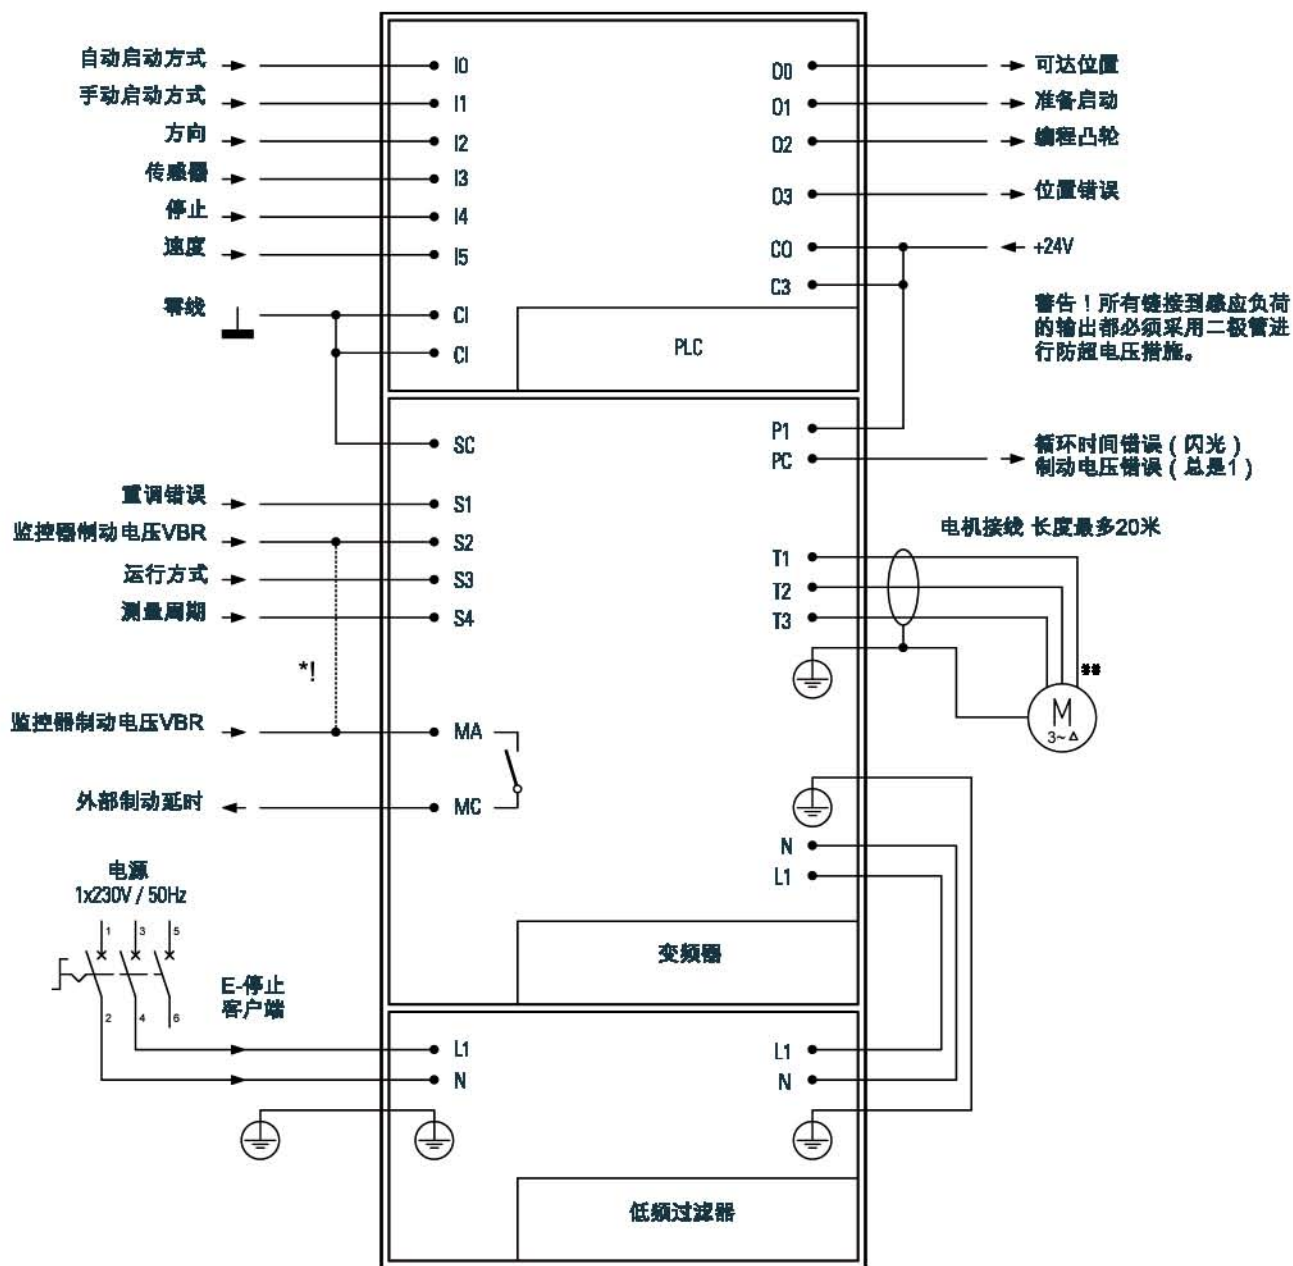 自动启动方式
I0
O0
可达位置
手动启动方式
I1
O1
准备启动
方向
I2
O2
编程凸轮
传感器
I3
O3
位置错误
停止
I4
速度
I5
CO
+24V
C3
零线
CI
CI
PLC
警告！所有链接到感应负荷
的输出都必须采用二极管进
行防超电压措施。
SC
P1
PC
循环时间错误（闪光）
制动电压错误（总是1）
重调错误
S1
监控器制动电压VBR
S2
运行方式
S3
测量周期
S4
电机接线 长度最多20米
T1
T2
T3
*!
**
M
3~Δ
监控器制动电压VBR
MA
外部制动延时
MC
N
L1
电源
1x230V / 50Hz
1 3 5
2 4 6
E-停止
客户端
变频器
L1
N
L1
N
低频过滤器